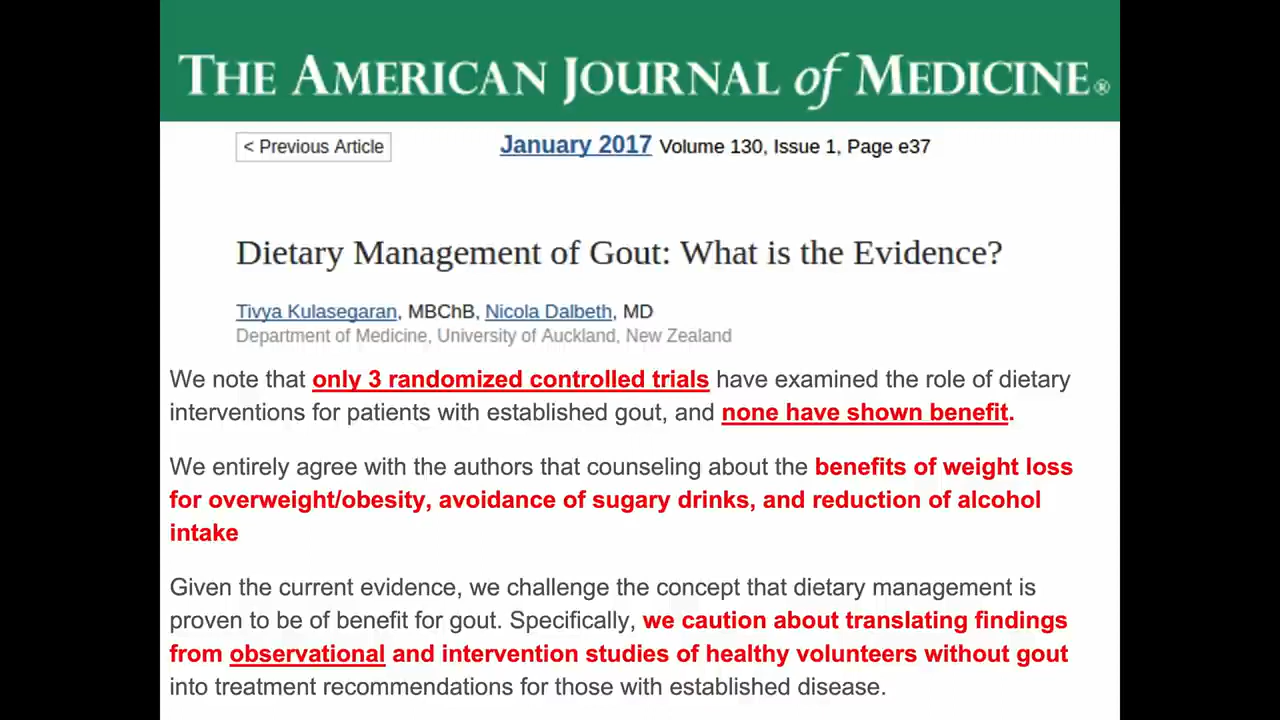 THE AMERICAN JOURNAL of MEDICINE®
< Previous Article
January 2017 Volume 130, Issue 1, Page e37
Dietary Management of Gout: What is the Evidence?
Tivya Kulasegaran, MBChB, Nicola Dalbeth, MD
Department of Medicine, University of Auckland, New Zealand
We note that only 3 randomized controlled trials have examined the role of dietary
interventions for patients with established gout, and none have shown benefit.
We entirely agree with the authors that counseling about the benefits of weight loss
for overweight/obesity, avoidance of sugary drinks, and reduction of alcohol
intake
Given the current evidence, we challenge the concept that dietary management is
proven to be of benefit for gout. Specifically, we caution about translating findings
from observational and intervention studies of healthy volunteers without gout
into treatment recommendations for those with established disease.